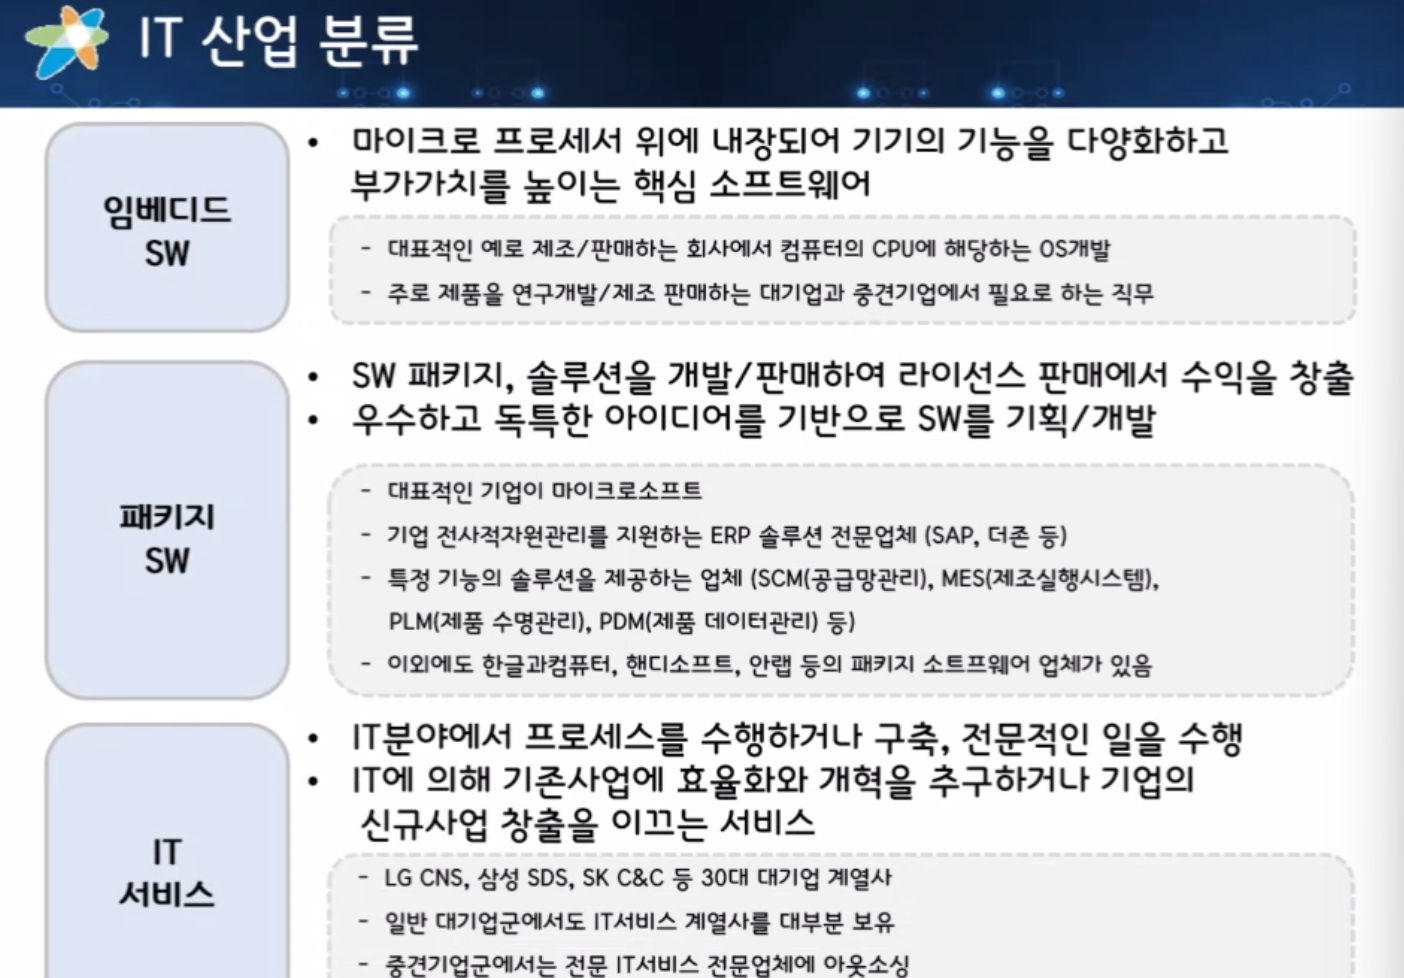 IT 산업 분류
임베디드
SW
• 마이크로 프로세서 위에 내장되어 기기의 기능을 다양화하고
부가가치를 높이는 핵심 소프트웨어
- 대표적인 예로 제조/판매하는 회사에서 컴퓨터의 CPU에 해당하는 OS개발
- 주로 제품을 연구개발/제조 판매하는 대기업과 중견기업에서 필요로 하는 직무
패키지
SW
• SW 패키지, 솔루션을 개발/판매하여 라이선스 판매에서 수익을 창출
• 우수하고 독특한 아이디어를 기반으로 SW를 기획/개발
- 대표적인 기업이 마이크로소프트
- 기업 전사적자원관리를 지원하는 ERP 솔루션 전문업체 (SAP, 더존 등)
- 특정 기능의 솔루션을 제공하는 업체 (SCM(공급망관리), MES(제조실행시스템),
PLM(제품 수명관리), PDM(제품 데이터관리) 등)
- 이외에도 한글과컴퓨터, 핸디소프트, 안랩 등의 패키지 소트프웨어 업체가 있음
IT
서비스
• IT분야에서 프로세스를 수행하거나 구축, 전문적인 일을 수행
• IT에 의해 기존사업에 효율화와 개혁을 추구하거나 기업의
신규사업 창출을 이끄는 서비스
- LG CNS, 삼성 SDS, SK C&C 등 30대 대기업 계열사
- 일반 대기업군에서도 IT서비스 계열사를 대부분 보유
- 중견기업군에서는 전문 IT서비스 전문업체에 아웃소싱